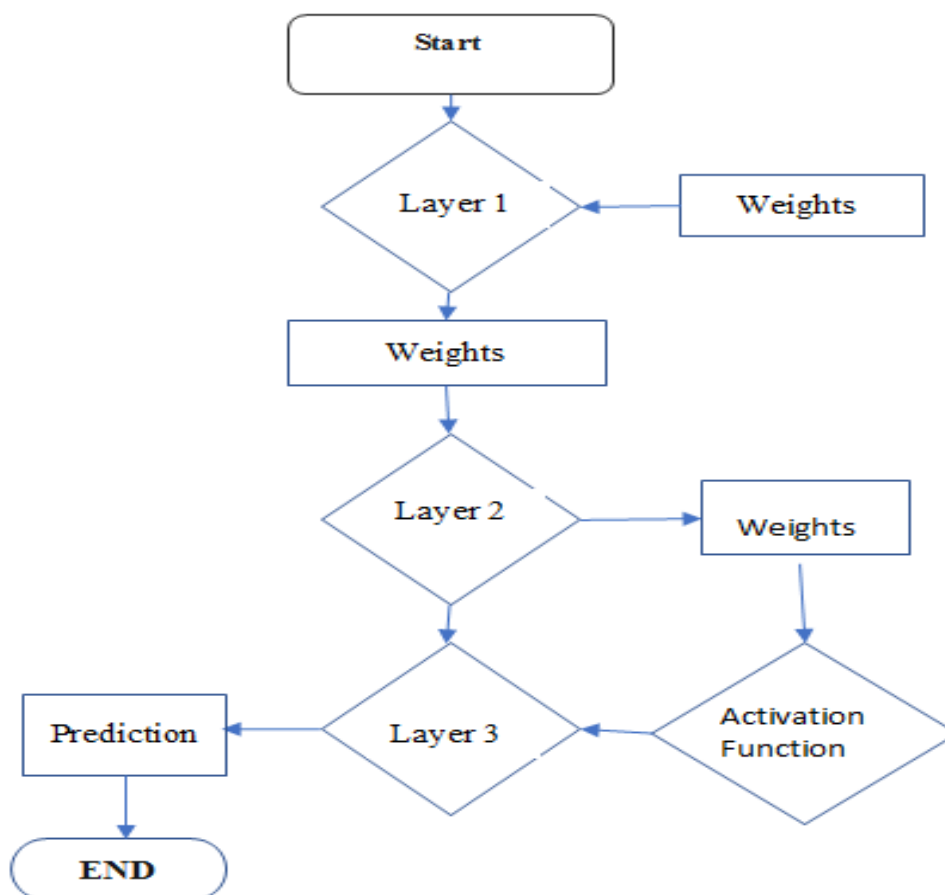 Start
Layer 1
Weights
Weights
Layer 2
Weights
Activation
Function
Layer 3
Prediction
END